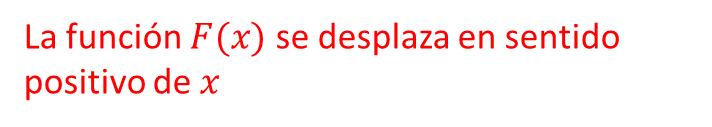 La función F(x) se desplaza en sentido
positivo de x